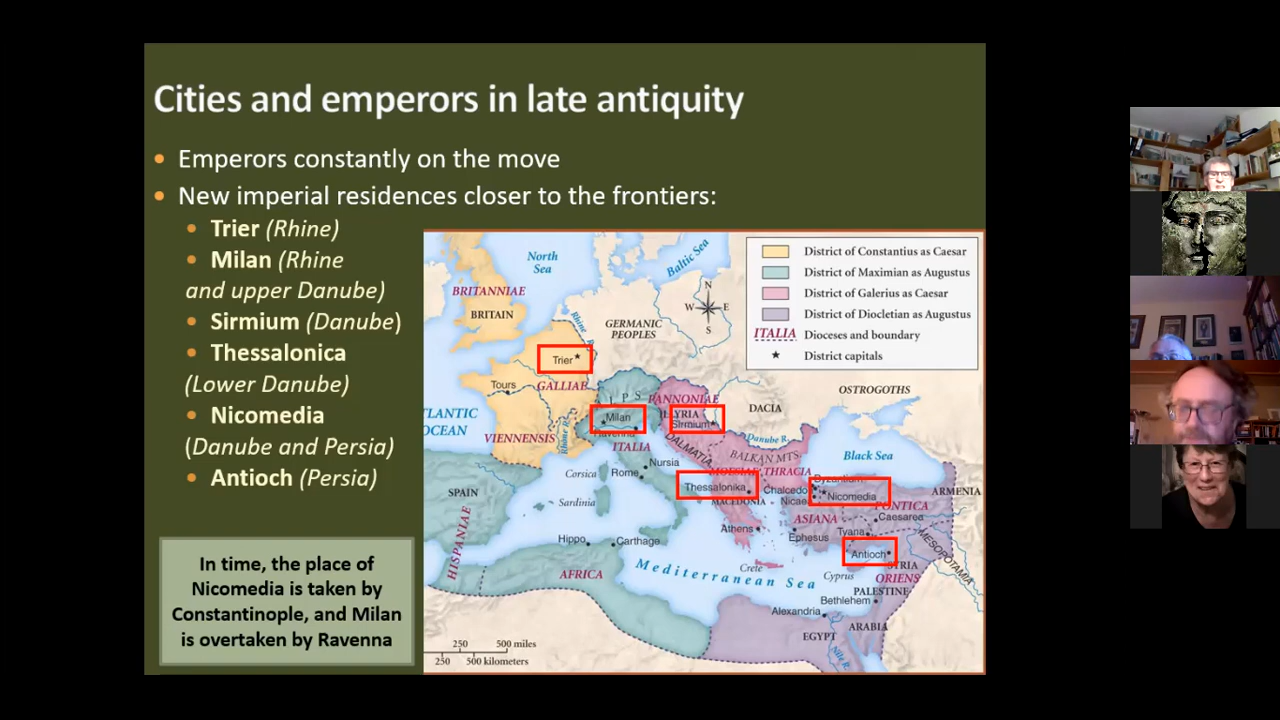 Cities and emperors in late antiquity
• Emperors constantly on the move
• New imperial residences closer to the frontiers:
• Trier (Rhine)
• Milan (Rhine
and upper Danube)
• Sirmium (Danube)
• Thessalonica
(Lower Danube)
• Nicomedia
(Danube and Persia)
• Antioch (Persia)
In time, the place of
Nicomedia is taken by
Constantinople, and Milan
is overtaken by Ravenna
District of Constantius as Caesar
District of Maximian as Augustus
District of Galerius as Caesar
District of Diocletian as Augustus
ITALIA Dioceses and boundary
★ District capitals
North
Sea
Baltic Sea
N
W E
S
BRITANNIAE
BRITAIN
GERMANIC
PEOPLES
Rhine R.
Trier
Tours
GALLIAE
OSTROGOTHS
ALPS
PANNONIAE
DACIA
ATLANTIC
OCEAN
Milan
ILLYRIA
Sirmium
Ravenna
VIENNENSIS
Rhône R.
ITALIA
DALMATIA
Danube R.
Black Sea
BALKAN MTS.
Corsica
Rome
Nursia
MOESIAE
THRACIA
Byzantium
SPAIN
Sardinia
Thessalonika
Chalcedon
Nicaea
Nicomedia
ARMENIA
MACEDONIA
PONTICA
ASIANA
Caesarea
HISPANIAE
Hippo
Carthage
Athens
Ephesus
Tyana
MESOPOTAMIA
Antioch
SYRIA
AFRICA
Mediterranean Sea
Crete
Cyprus
ORIENS
PALESTINE
Bethlehem
Alexandria
ARABIA
EGYPT
Nile R.
250 500 miles
250 500 kilometers